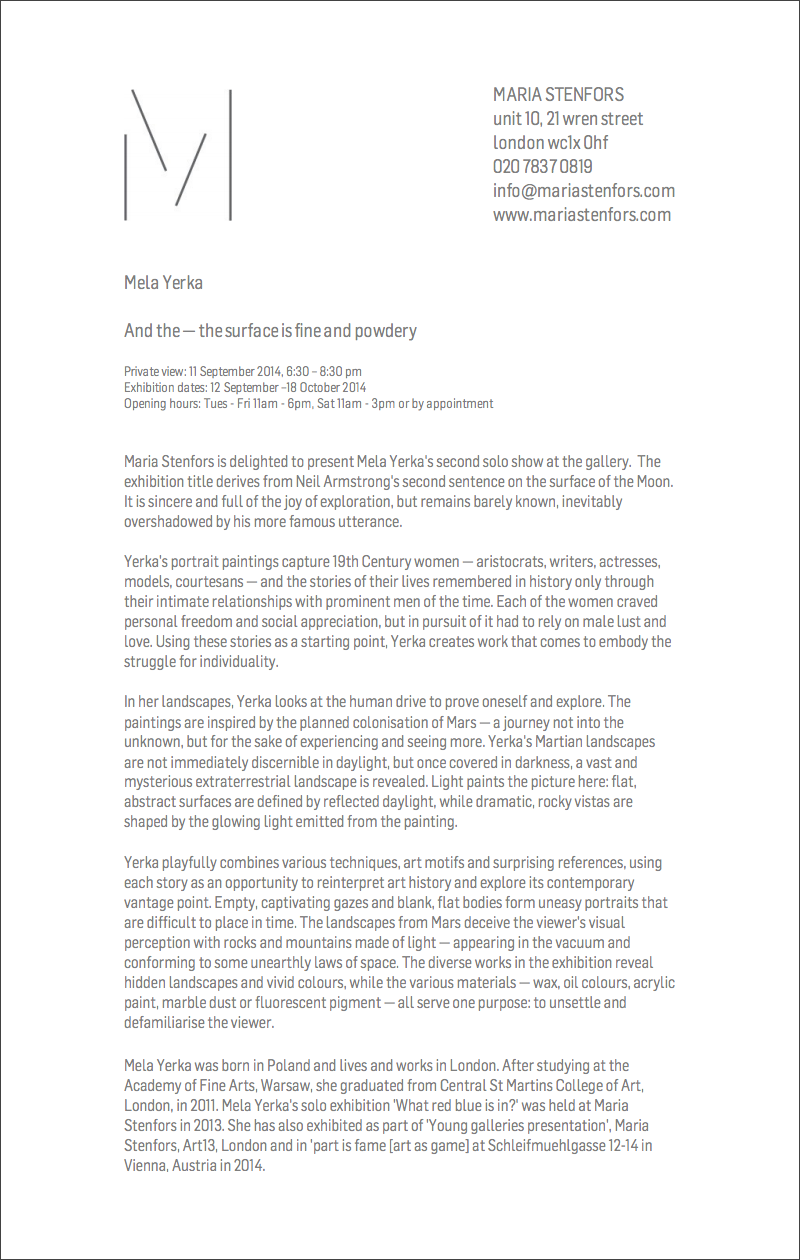 MARIA STENFORS
unit 10, 21 wren street
london wc1x 0hf
020 7837 0819
info@mariastenfors.com
www.mariastenfors.com
Mela Yerka
And the — the surface is fine and powdery
Private view: 11 September 2014, 6:30 – 8:30 pm
Exhibition dates: 12 September –18 October 2014
Opening hours: Tues - Fri 11am - 6pm, Sat 11am - 3pm or by appointment
Maria Stenfors is delighted to present Mela Yerka's second solo show at the gallery.  The
exhibition title derives from Neil Armstrong's second sentence on the surface of the Moon.
It is sincere and full of the joy of exploration, but remains barely known, inevitably
overshadowed by his more famous utterance.
Yerka's portrait paintings capture 19th Century women — aristocrats, writers, actresses,
models, courtesans — and the stories of their lives remembered in history only through
their intimate relationships with prominent men of the time. Each of the women craved
personal freedom and social appreciation, but in pursuit of it had to rely on male lust and
love. Using these stories as a starting point, Yerka creates work that comes to embody the
struggle for individuality.
In her landscapes, Yerka looks at the human drive to prove oneself and explore. The
paintings are inspired by the planned colonisation of Mars — a journey not into the
unknown, but for the sake of experiencing and seeing more. Yerka's Martian landscapes
are not immediately discernible in daylight, but once covered in darkness, a vast and
mysterious extraterrestrial landscape is revealed. Light paints the picture here: flat,
abstract surfaces are defined by reflected daylight, while dramatic, rocky vistas are
shaped by the glowing light emitted from the painting.
Yerka playfully combines various techniques, art motifs and surprising references, using
each story as an opportunity to reinterpret art history and explore its contemporary
vantage point. Empty, captivating gazes and blank, flat bodies form uneasy portraits that
are difficult to place in time. The landscapes from Mars deceive the viewer's visual
perception with rocks and mountains made of light — appearing in the vacuum and
conforming to some unearthly laws of space. The diverse works in the exhibition reveal
hidden landscapes and vivid colours, while the various materials — wax, oil colours, acrylic
paint, marble dust or fluorescent pigment — all serve one purpose: to unsettle and
defamiliarise the viewer.
Mela Yerka was born in Poland and lives and works in London. After studying at the
Academy of Fine Arts, Warsaw, she graduated from Central St Martins College of Art,
London, in 2011. Mela Yerka's solo exhibition 'What red blue is in?' was held at Maria
Stenfors in 2013. She has also exhibited as part of 'Young galleries presentation', Maria
Stenfors, Art13, London and in 'part is fame [art as game] at Schleifmuehlgasse 12-14 in
Vienna, Austria in 2014.